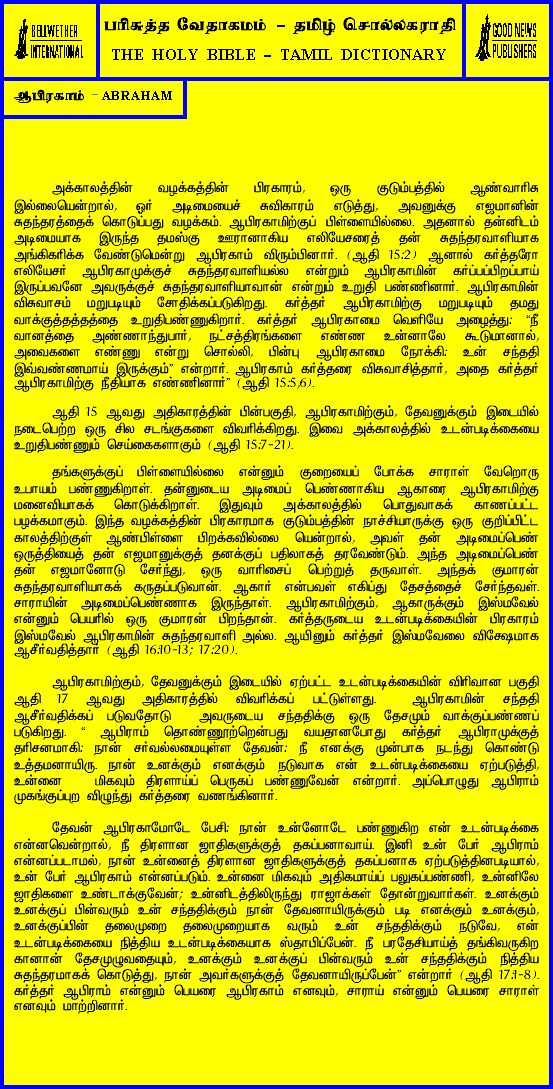 BELLWETHER
INTERNATIONAL
பரிசுத்த வேதாகமம் - தமிழ் சொல்லகராதி
THE HOLY BIBLE - TAMIL DICTIONARY
GOOD NEWS
PUBLISHERS
ஆபிரகாம் - ABRAHAM
அக்காலத்தின் வழக்கத்தின் பிரகாரம், ஒரு குடும்பத்தில் ஆண்வாரிசு
இல்லையென்றால், ஓர் அடிமையைச் சுவிகாரம் எடுத்து, அவனுக்கு எஜமானின்
சுதந்தரத்தைக் கொடுப்பது வழக்கம். ஆபிரகாமிற்குப் பிள்ளையில்லை. அதனால் தன்னிடம்
அடிமையாக இருந்த தமஸ்கு ஊரானாகிய எலியேசரைத் தன் சுதந்தரவாளியாக
அங்கிகரிக்க வேண்டுமென்று ஆபிரகாம் விரும்பினார். (ஆதி 15:2) ஆனால் கர்த்தரோ
எலியேசர் ஆபிரகாமுக்குச் சுதந்தரவாளியல்ல என்றும் ஆபிரகாமின் கர்ப்பப்பிறப்பாய்
இருப்பவனே அவருக்குச் சுதந்தரவாளியாவான் என்றும் உறுதி பண்ணினார். ஆபிரகாமின்
விசுவாசம் மறுபடியும் சோதிக்கப்படுகிறது. கர்த்தர் ஆபிரகாமிற்கு மறுபடியும் தமது
வாக்குத்தத்தத்தை உறுதிபண்ணுகிறார். கர்த்தர் ஆபிரகாமை வெளியே அழைத்து: "நீ
வானத்தை அண்ணாந்துபார், நட்சத்திரங்களை எண்ண உன்னாலே கூடுமானால்,
அவைகளை எண்ணு என்று சொல்லி, பின்பு ஆபிரகாமை நோக்கி: உன் சந்ததி
இவ்வண்ணமாய் இருக்கும்" என்றார். ஆபிரகாம் கர்த்தரை விசுவாசித்தார், அதை கர்த்தர்
ஆபிரகாமிற்கு நீதியாக எண்ணினார்" (ஆதி 15:5,6).
ஆதி 15 ஆவது அதிகாரத்தின் பின்பகுதி, ஆபிரகாமிற்கும், தேவனுக்கும் இடையில்
நடைபெற்ற ஒரு சில சடங்குகளை விவரிக்கிறது. இவை அக்காலத்தில் உடன்படிக்கையை
உறுதிபண்ணும் செய்கைகளாகும் (ஆதி 15:7-21).
தங்களுக்குப் பிள்ளையில்லை என்னும் குறையைப் போக்க சாராள் வேறொரு
உபாயம் பண்ணுகிறாள். தன்னுடைய அடிமைப் பெண்ணாகிய ஆகாரை ஆபிரகாமிற்கு
மனைவியாகக் கொடுக்கிறாள். இதுவும் அக்காலத்தில் பொதுவாகக் காணப்பட்ட
பழக்கமாகும். இந்த வழக்கத்தின் பிரகாரமாக குடும்பத்தின் நாச்சியாருக்கு ஒரு குறிப்பிட்ட
காலத்திற்குள் ஆண்பிள்ளை பிறக்கவில்லை யென்றால், அவள் தன் அடிமைப்பெண்
ஒருத்தியைத் தன் எஜமானுக்குத் தனக்குப் பதிலாகத் தரவேண்டும். அந்த அடிமைப்பெண்
தன் எஜமானோடு சேர்ந்து, ஒரு வாரிசைப் பெற்றுத் தருவாள். அந்தக் குமாரன்
சுதந்தரவாளியாகக் கருதப்படுவான். ஆகார் என்பவள் எகிப்து தேசத்தைச் சேர்ந்தவள்.
சாராயின் அடிமைப்பெண்ணாக இருந்தாள். ஆபிரகாமிற்கும், ஆகாருக்கும் இஸ்மவேல்
என்னும் பெயரில் ஒரு குமாரன் பிறந்தான். கர்த்தருடைய உடன்படிக்கையின் பிரகாரம்
இஸ்மவேல் ஆபிரகாமின் சுதந்தரவாளி அல்ல. ஆயினும் கர்த்தர் இஸ்மவேலை விசேஷமாக
ஆசீர்வதித்தார் (ஆதி 16:10-13; 17:20).
ஆபிரகாமிற்கும், தேவனுக்கும் இடையில் ஏற்பட்ட உடன்படிக்கையின் விரிவான பகுதி
ஆதி 17 ஆவது அதிகாரத்தில் விவரிக்கப் பட்டுள்ளது. ஆபிரகாமின் சந்ததி
ஆசீர்வதிக்கப் படுவதோடு அவருடைய சந்ததிக்கு ஒரு தேசமும் வாக்குப்பண்ணப்
படுகிறது. " ஆபிராம் தொண்ணூற்றென்பது வயதானபோது கர்த்தர் ஆபிராமுக்குத்
தரிசனமாகி: நான் சர்வல்லமையுள்ள தேவன்: நீ எனக்கு முன்பாக நடந்து கொண்டு
உத்தமனாயிரு. நான் உனக்கும் எனக்கும் நடுவாக என் உடன்படிக்கையை ஏற்படுத்தி,
உன்னை மிகவும் திரளாய்ப் பெருகப் பண்ணுவேன் என்றார். அப்பொழுது ஆபிராம்
முகங்குப்புற விழுந்து கர்த்தரை வணங்கினார்.
தேவன் ஆபிரகாமோடே பேசி: நான் உன்னோடே பண்ணுகிற என் உடன்படிக்கை
என்னவென்றால், நீ திரளான ஜாதிகளுக்குத் தகப்பனாவாய். இனி உன் பேர் ஆபிராம்
என்னப்படாமல், நான் உன்னைத் திரளான ஜாதிகளுக்குத் தகப்பனாக ஏற்படுத்தினபடியால்,
உன் பேர் ஆபிரகாம் என்னப்படும். உன்னை மிகவும் அதிகமாய்ப் பலுகப்பண்ணி, உன்னிலே
ஜாதிகளை உண்டாக்குவேன்; உன்னிடத்திலிருந்து ராஜாக்கள் தோன்றுவார்கள். உனக்கும்
உனக்குப் பின்வரும் உன் சந்ததிக்கும் நான் தேவனாயிருக்கும் படி எனக்கும் உனக்கும்,
உனக்குப்பின் தலைமுறை தலைமுறையாக வரும் உன் சந்ததிக்கும் நடுவே, என்
உடன்படிக்கையை நித்திய உடன்படிக்கையாக ஸ்தாபிப்பேன். நீ பரதேசியாய்த் தங்கிவருகிற
கானான் தேசமுழுவதையும், உனக்கும் உனக்குப் பின்வரும் உன் சந்ததிக்கும் நித்திய
சுதந்தரமாகக் கொடுத்து, நான் அவர்களுக்குத் தேவனாயிருப்பேன்" என்றார் (ஆதி 17:1-8).
கர்த்தர் ஆபிராம் என்னும் பெயரை ஆபிரகாம் எனவும், சாராய் என்னும் பெயரை சாராள்
எனவும் மாற்றினார்.